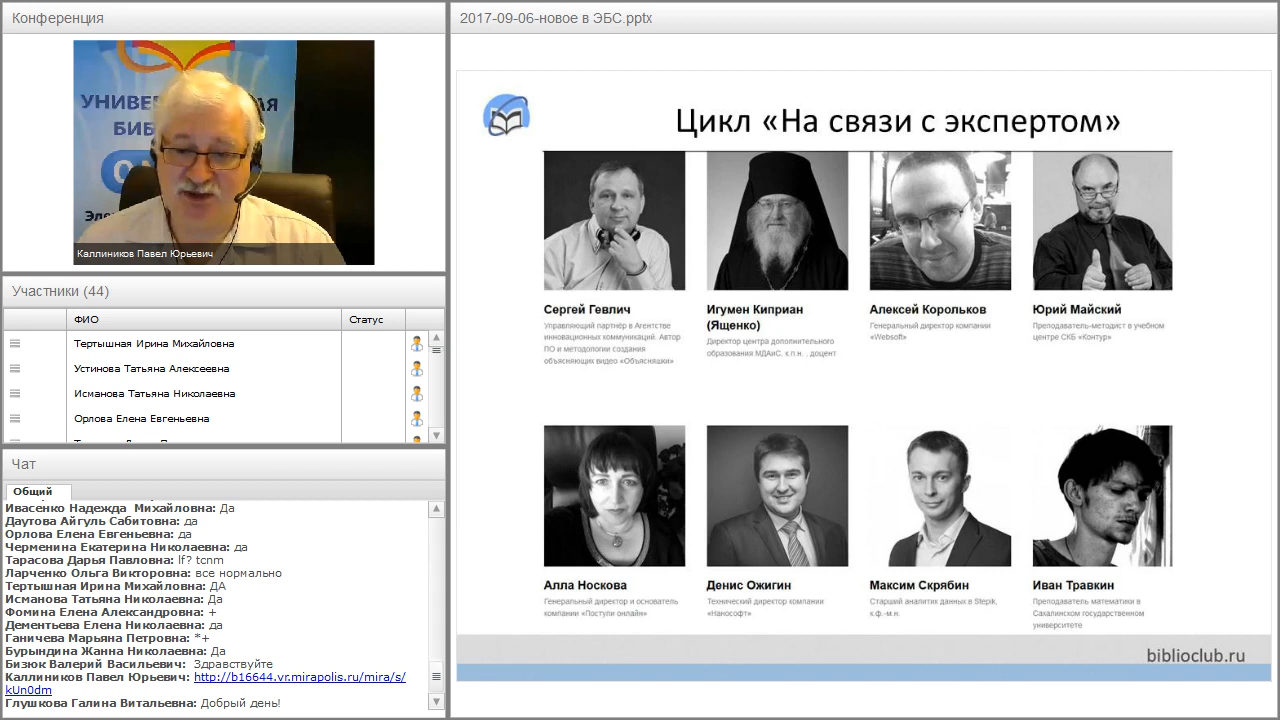 Конференция
УНИВЕР
АЯ
БИБ
Эле
Каллиников Павел Юрьевич
Участники (44)
ФИО
Статус
Тертышная Ирина Михайловна
Устинова Татьяна Алексеевна
Исманова Татьяна Николаевна
Орлова Елена Евгеньевна
Чат
Общий
Ивасенко Надежда Михайловна: Да
Даутова Айгуль Сабитовна: да
Орлова Елена Евгеньевна: да
Черменина Екатерина Николаевна: да
Тарасова Дарья Павловна: lf? tcnm
Ларченко Ольга Викторовна: все нормально
Тертышная Ирина Михайловна: ДА
Исманова Татьяна Николаевна: Да
Фомина Елена Александровна: +
Дементьева Елена Николаевна: да
Ганичева Марьяна Петровна: *+
Бурындина Жанна Николаевна: Да
Бизюк Валерий Васильевич: Здравствуйте
Каллиников Павел Юрьевич: http://b16644.vr.mirapolis.ru/mira/s/
kUn0dm
Глушкова Галина Витальевна: Добрый день!
2017-09-06-новое в ЭБС.pptx
Цикл «На связи с экспертом»
Сергей Гевлич
Управляющий партнёр в Агентстве
инновационных коммуникаций. Автор
ПО и методологии создания
объясняющих видео «Объясняшки»
Игумен Киприан
(Ященко)
Директор центра дополнительного
образования МДАиС, к.п.н. , доцент
Алексей Корольков
Генеральный директор компании
«Websoft»
Юрий Майский
Преподаватель-методист в учебном
центре СКБ «Контур»
Алла Носкова
Генеральный директор и основатель
компании «Поступи онлайн»
Денис Ожигин
Технический директор компании
«Нанософт»
Максим Скрябин
Старший аналитик данных в Stepik,
к.ф.-м.н.
Иван Травкин
Преподаватель математики в
Сахалинском государственном
университете
biblioclub.ru